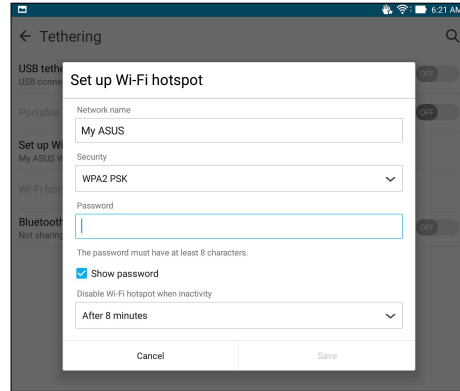 6:21 AM
Tethering
USB tethe
USB conne
OFF
Portable
OFF
Set up Wi
My ASUS W
Wi-Fi hot
Bluetooth
Not sharing
OFF
Set up Wi-Fi hotspot
Network name
My ASUS
Security
WPA2 PSK
Password
The password must have at least 8 characters.
Show password
Disable Wi-Fi hotspot when inactivity
After 8 minutes
Cancel
Save